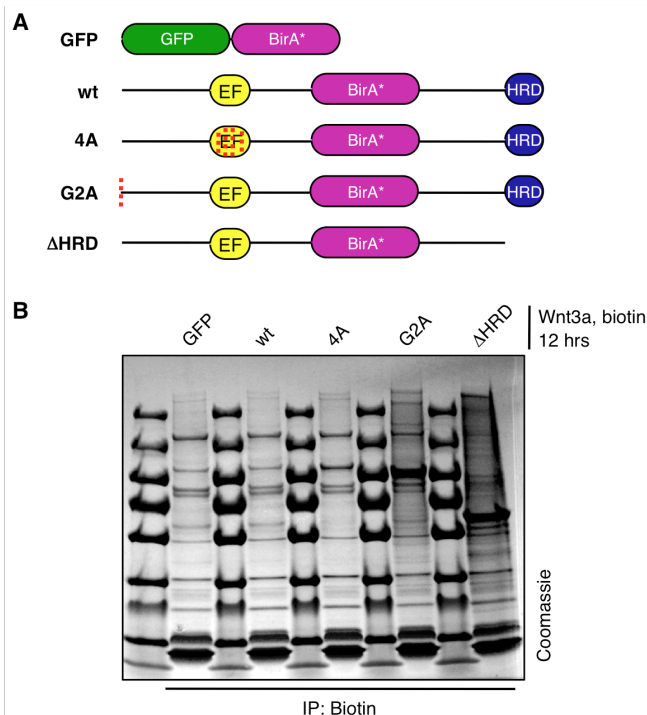 A
GFP GFP BirA*
wt EF BirA* HRD
4A EF BirA* HRD
G2A EF BirA* HRD
ΔHRD EF BirA*
B
GFP wt 4A G2A ΔHRD
Wnt3a, biotin
12 hrs
Coomassie
IP: Biotin